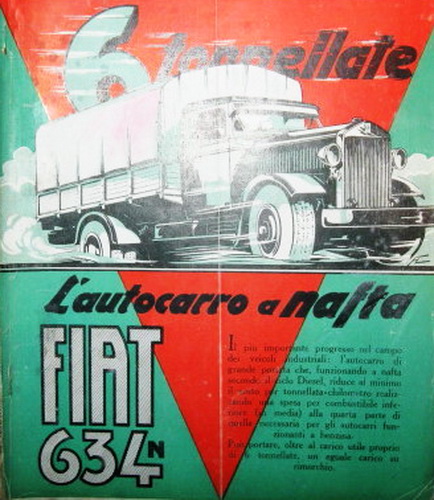 6 tonnellate
L'autocarro a nafta
FIAT
634N
Il più importante progresso nel campo
dei veicoli industriali: l'autocarro di
grande portata che, funzionando a nafta
secondo il ciclo Diesel, riduce al minimo
il costo per tonnellata-chilometro realiz-
zando una spesa per combustibile infe-
riore (in media) alla quarta parte di
quella necessaria per gli autocarri fun-
zionanti a benzina.
Può portare, oltre al carico utile proprio
di 6 tonnellate, un eguale carico su
rimorchio.